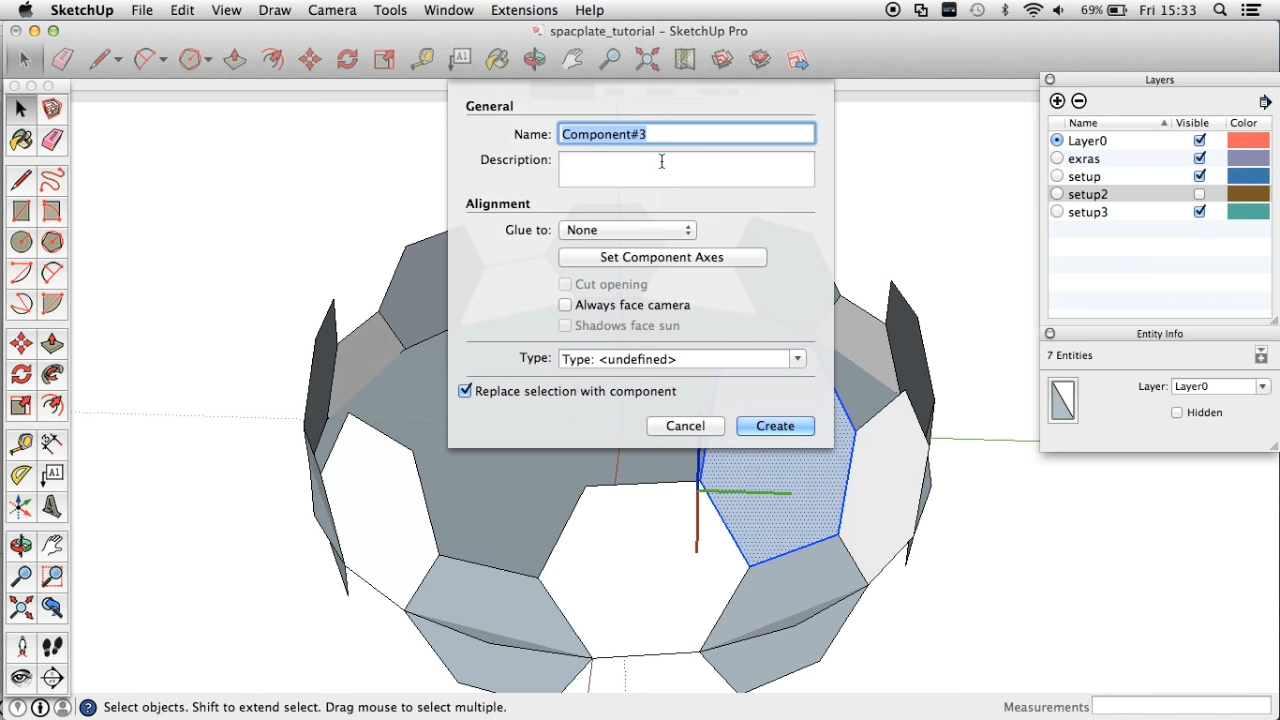 SketchUp File Edit View Draw Camera Tools Window Extensions Help 69% Fri 15:33
spacplate_tutorial - SketchUp Pro
A1
General
Name: Component#3
Description:
Alignment
Glue to: None
Set Component Axes
Cut opening
Always face camera
Shadows face sun
Type: Type: <undefined>
Replace selection with component
Cancel Create
Layers
Name Visible Color
Layer0
exras
setup
setup2
setup3
Entity Info
7 Entities
Layer: Layer0
Hidden
A1
Select objects. Shift to extend select. Drag mouse to select multiple.
Measurements